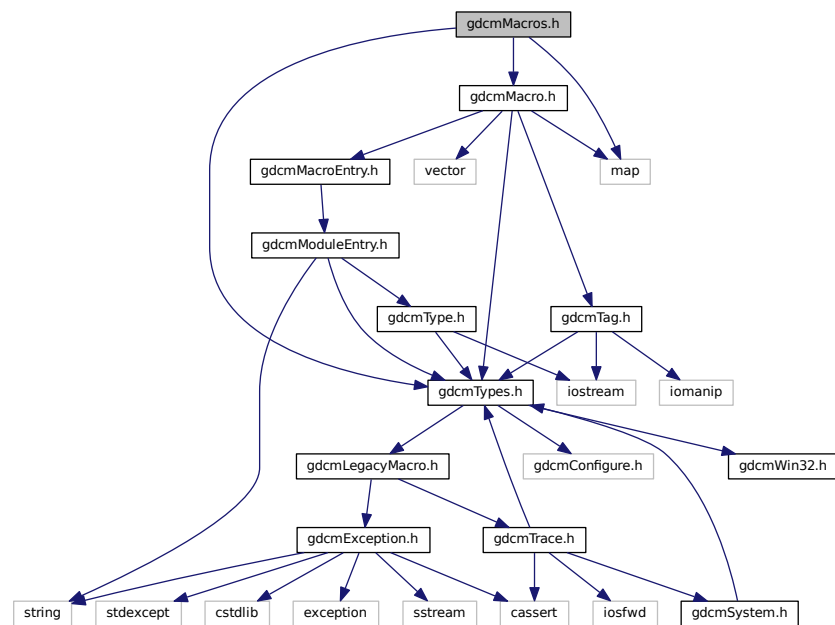 gdcmMacros.h
gdcmMacro.h
gdcmMacroEntry.h
vector
map
gdcmModuleEntry.h
gdcmType.h
gdcmTag.h
gdcmTypes.h
iostream
iomanip
gdcmLegacyMacro.h
gdcmConfigure.h
gdcmWin32.h
gdcmException.h
gdcmTrace.h
string
stdexcept
cstdlib
exception
sstream
cassert
iosfwd
gdcmSystem.h